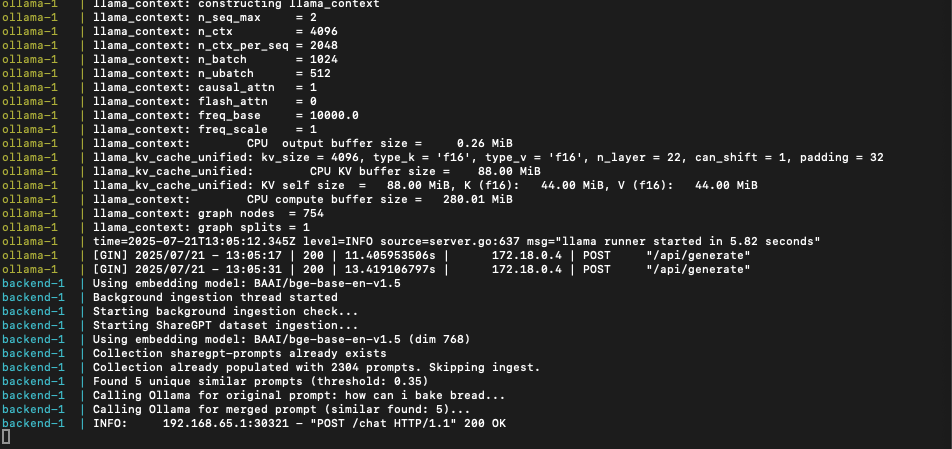 ollama-1   | llama_context: constructing llama_context
ollama-1   | llama_context: n_seq_max     = 2
ollama-1   | llama_context: n_ctx         = 4096
ollama-1   | llama_context: n_ctx_per_seq = 2048
ollama-1   | llama_context: n_batch       = 1024
ollama-1   | llama_context: n_ubatch      = 512
ollama-1   | llama_context: causal_attn   = 1
ollama-1   | llama_context: flash_attn    = 0
ollama-1   | llama_context: freq_base     = 10000.0
ollama-1   | llama_context: freq_scale    = 1
ollama-1   | llama_context:        CPU  output buffer size =     0.26 MiB
ollama-1   | llama_kv_cache_unified: kv_size = 4096, type_k = 'f16', type_v = 'f16', n_layer = 22, can_shift = 1, padding = 32
ollama-1   | llama_kv_cache_unified:        CPU KV buffer size =    88.00 MiB
ollama-1   | llama_kv_cache_unified: KV self size  =   88.00 MiB, K (f16):   44.00 MiB, V (f16):   44.00 MiB
ollama-1   | llama_context:        CPU compute buffer size =   280.01 MiB
ollama-1   | llama_context: graph nodes  = 754
ollama-1   | llama_context: graph splits = 1
ollama-1   | time=2025-07-21T13:05:12.345Z level=INFO source=server.go:637 msg="llama runner started in 5.82 seconds"
ollama-1   | [GIN] 2025/07/21 - 13:05:17 | 200 | 11.405953506s |      172.18.0.4 | POST     "/api/generate"
ollama-1   | [GIN] 2025/07/21 - 13:05:31 | 200 | 13.419106797s |      172.18.0.4 | POST     "/api/generate"
backend-1  | Using embedding model: BAAI/bge-base-en-v1.5
backend-1  | Background ingestion thread started
backend-1  | Starting background ingestion check...
backend-1  | Starting ShareGPT dataset ingestion...
backend-1  | Using embedding model: BAAI/bge-base-en-v1.5 (dim 768)
backend-1  | Collection sharegpt-prompts already exists
backend-1  | Collection already populated with 2304 prompts. Skipping ingest.
backend-1  | Found 5 unique similar prompts (threshold: 0.35)
backend-1  | Calling Ollama for original prompt: how can i bake bread...
backend-1  | Calling Ollama for merged prompt (similar found: 5)...
backend-1  | INFO:     192.168.65.1:30321 - "POST /chat HTTP/1.1" 200 OK